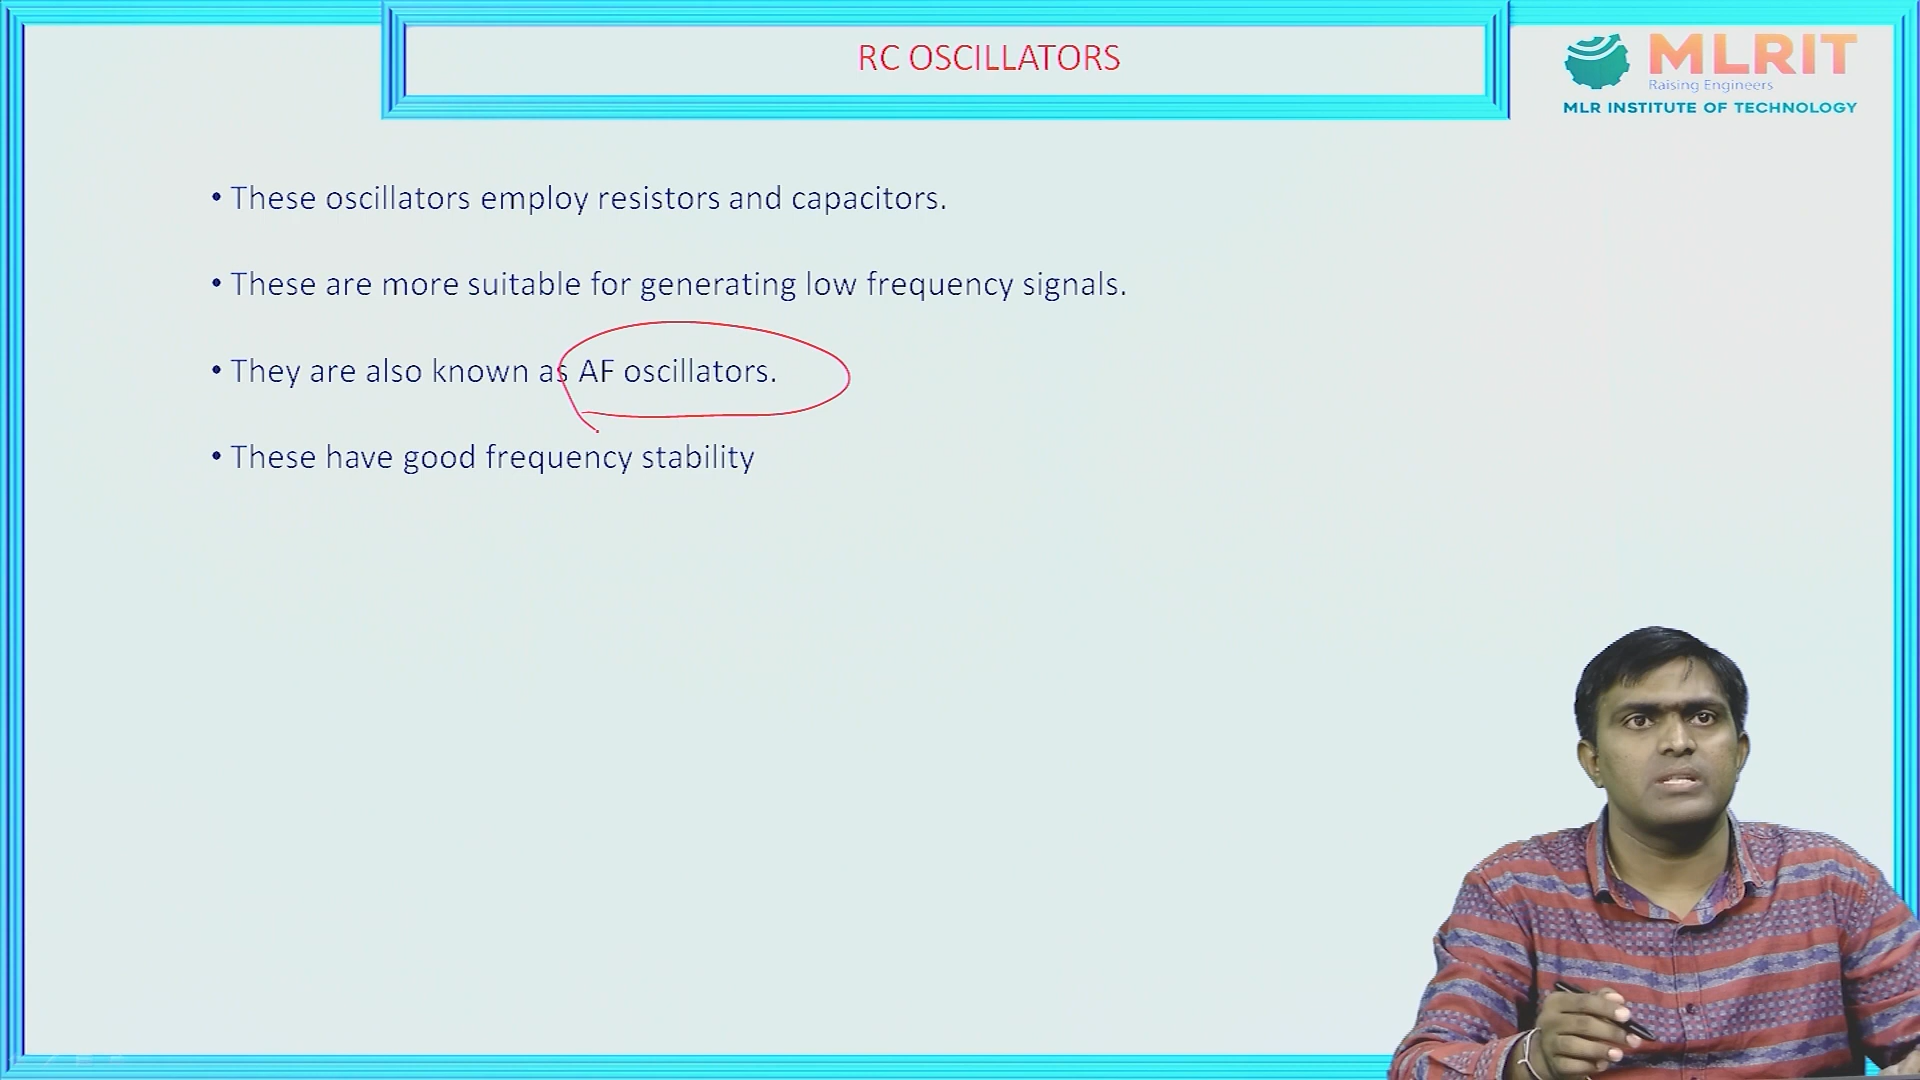 RC OSCILLATORS
MLRIT
Raising Engineers
MLR INSTITUTE OF TECHNOLOGY
• These oscillators employ resistors and capacitors.
• These are more suitable for generating low frequency signals.
• They are also known as AF oscillators.
• These have good frequency stability